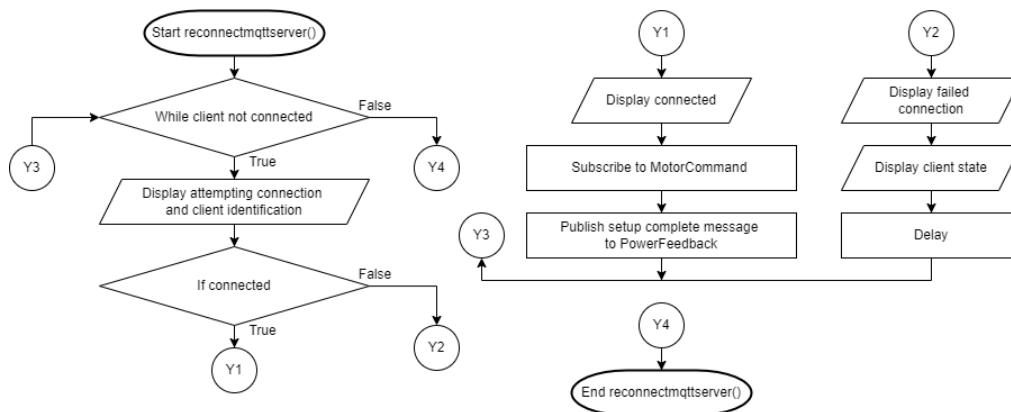 Start reconnectmqttserver()
While client not connected
False
True
Y3
Y4
Display attempting connection
and client identification
If connected
False
True
Y2
Y1
Y1
Display connected
Subscribe to MotorCommand
Publish setup complete message
to PowerFeedback
Y3
Y2
Display failed
connection
Display client state
Delay
Y4
End reconnectmqttserver()